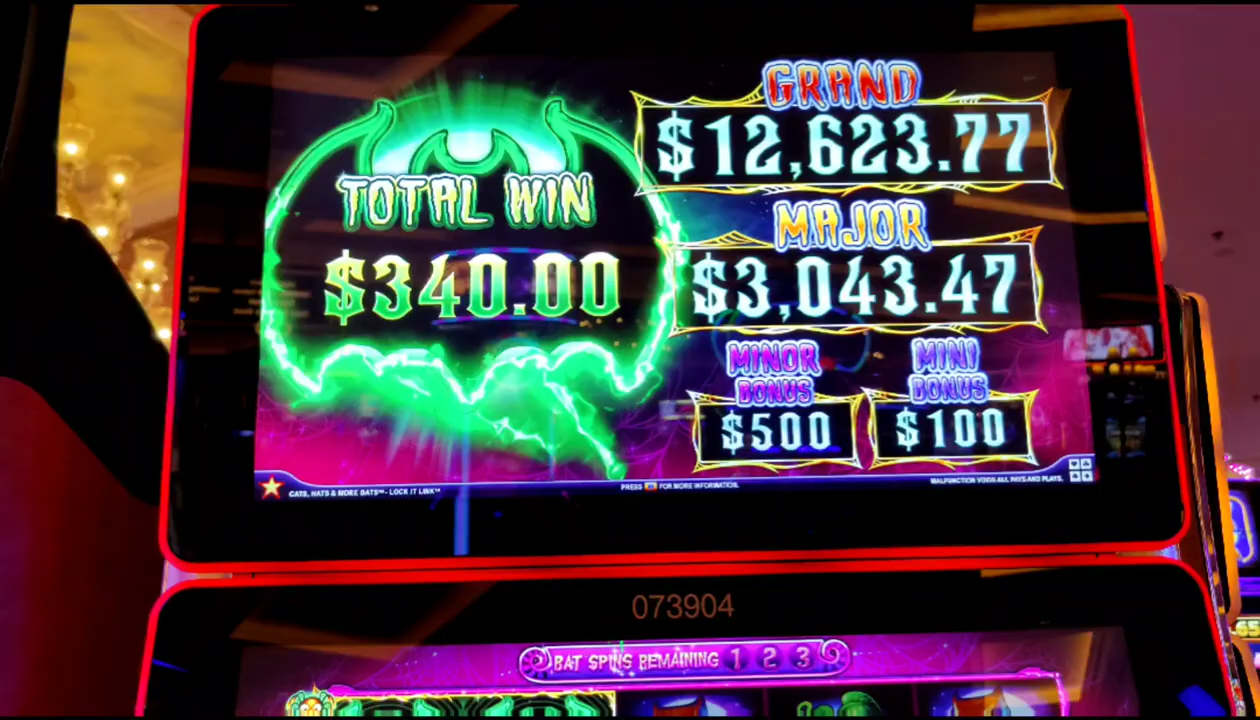 GRAND
$12,623.77
TOTAL WIN
$340.00
MAJOR
$3,043.47
MINOR BONUS
$500
MINI BONUS
$100
CATS, HATS & MORE BATS™ - LOCK IT LINK™
PRESS FOR MORE INFORMATION.
MALFUNCTION VOIDS ALL PAYS AND PLAYS.
073904
BAT SPINS REMAINING 1 2 3